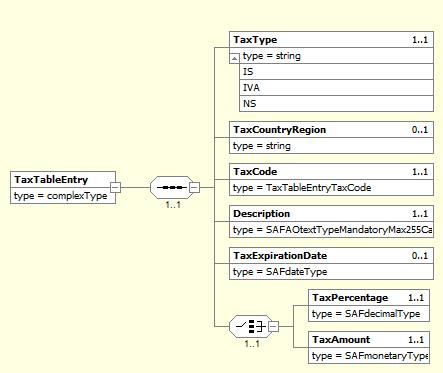 TaxType 1..1
type = string
IS
IVA
NS
TaxCountryRegion 0..1
type = string
TaxCode 1..1
type = TaxTableEntryTaxCode
TaxTableEntry
type = complexType
1..1
Description 1..1
type = SAFAOtextTypeMandatoryMax255Ca
TaxExpirationDate 0..1
type = SAFdateType
TaxPercentage 1..1
type = SAFdecimalType
1..1
TaxAmount 1..1
type = SAFmonetaryType